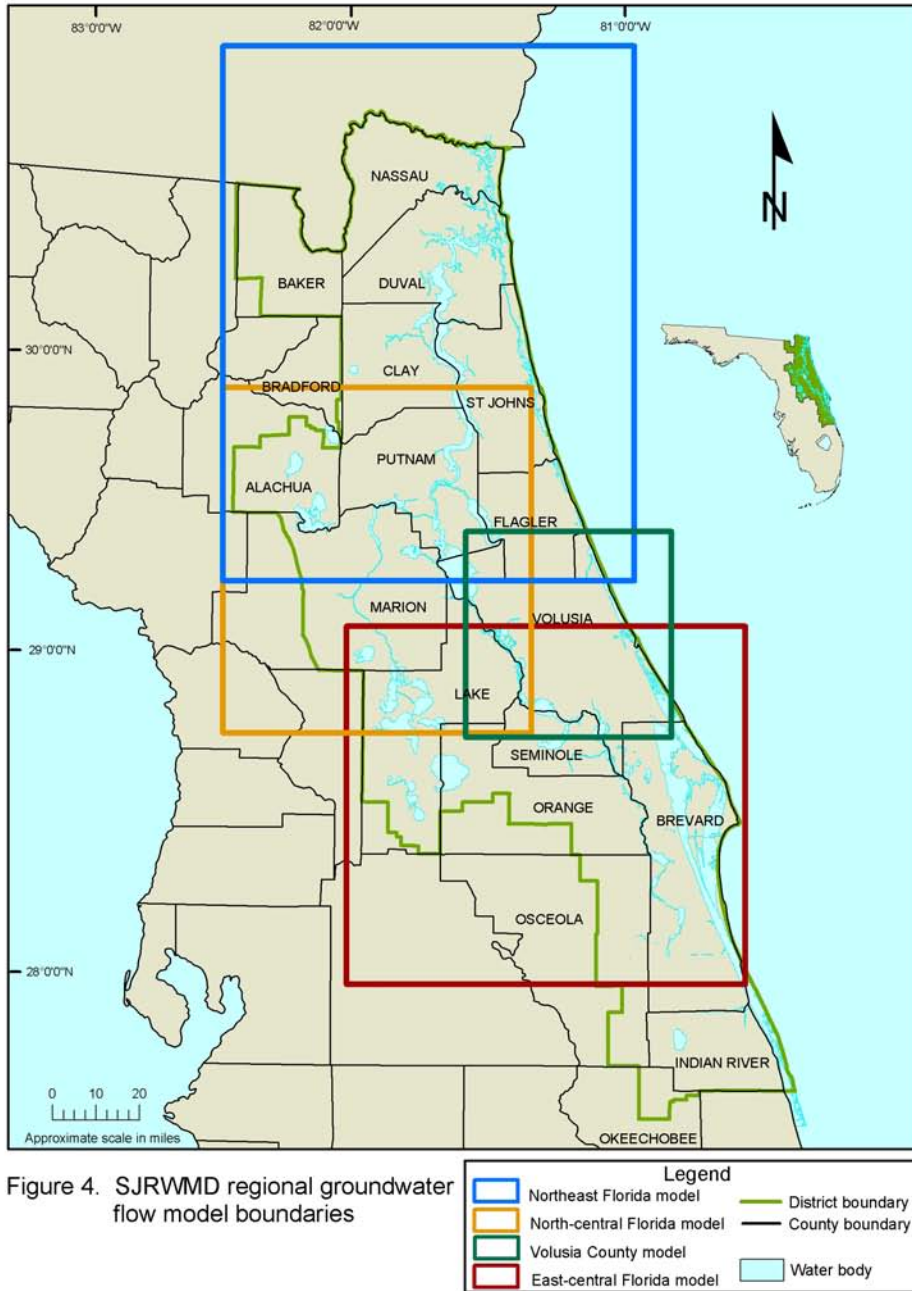 83°0'0"W
82°0'0"W
81°0'0"W
NASSAU
N
BAKER
DUVAL
30°0'0"N
CLAY
BRADFORD
ST JOHNS
PUTNAM
ALACHUA
FLAGLER
MARION
VOLUSIA
29°0'0"N
LAKE
SEMINOLE
ORANGE
BREVARD
OSCEOLA
28°0'0"N
INDIAN RIVER
0 10 20
Approximate scale in miles
OKEECHOBEE
Figure 4. SJRWMD regional groundwater
flow model boundaries
Legend
Northeast Florida model
North-central Florida model
Volusia County model
East-central Florida model
District boundary
County boundary
Water body